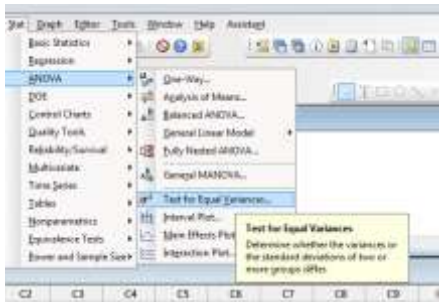 Stat Graph Editor Tools Window Help Assistant
Basic Statistics
Regression
ANOVA
DOE
Control Charts
Quality Tools
Reliability/Survival
Multivariate
Time Series
Tables
Nonparametrics
Equivalence Tests
Power and Sample Size
One-Way...
Analysis of Means...
Balanced ANOVA...
General Linear Model
Fully Nested ANOVA...
General MANOVA...
Test for Equal Variances...
Interval Plot...
Main Effects Plot
Interaction Plot...
Test for Equal Variances
Determine whether the variances or
the standard deviations of two or
more groups differ.
C2 C3 C4 C5 C6 C7 C8 C9